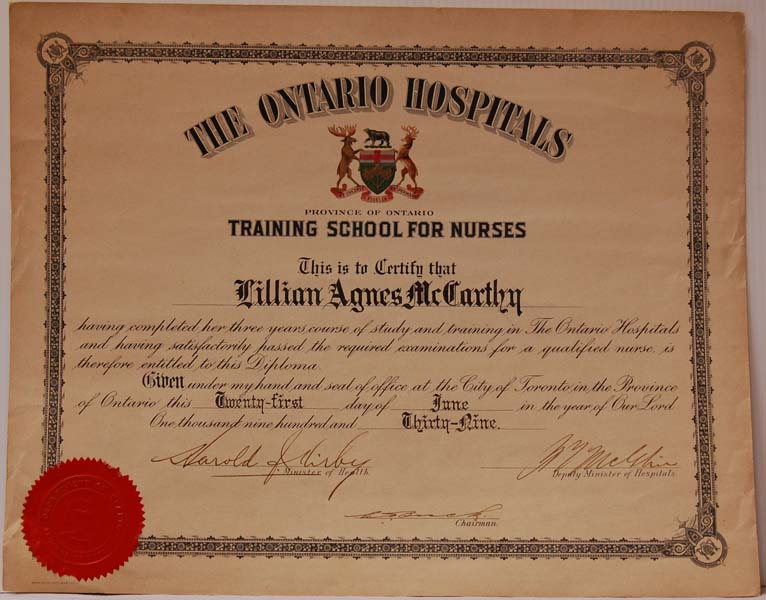 THE ONTARIO HOSPITALS
PROVINCE OF ONTARIO
TRAINING SCHOOL FOR NURSES
This is to Certify that
Lillian Agnes McCarthy
having completed her three years course of study and training in The Ontario Hospitals
and having satisfactorily passed the required examinations for a qualified nurse is
therefore entitled to this Diploma.
Given under my hand and seal of office at the City of Toronto, in the Province
of Ontario this Twenty-first day of June in the year of Our Lord
One thousand nine hundred and Thirty-Nine.
Harold J. Kirby
Minister of Health
Deputy Minister of Hospitals
Chairman.